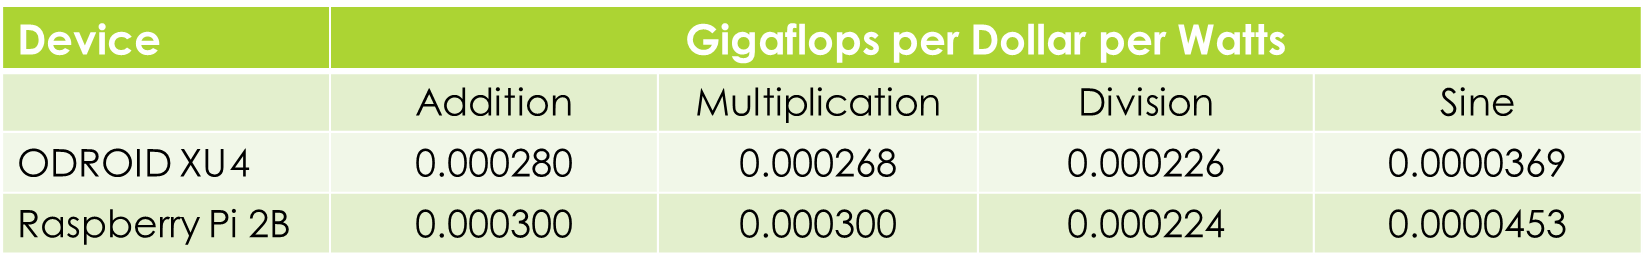 Device Gigaflops per Dollar per Watts
Addition Multiplication Division Sine
ODROID XU4 0.000280 0.000268 0.000226 0.0000369
Raspberry Pi 2B 0.000300 0.000300 0.000224 0.0000453